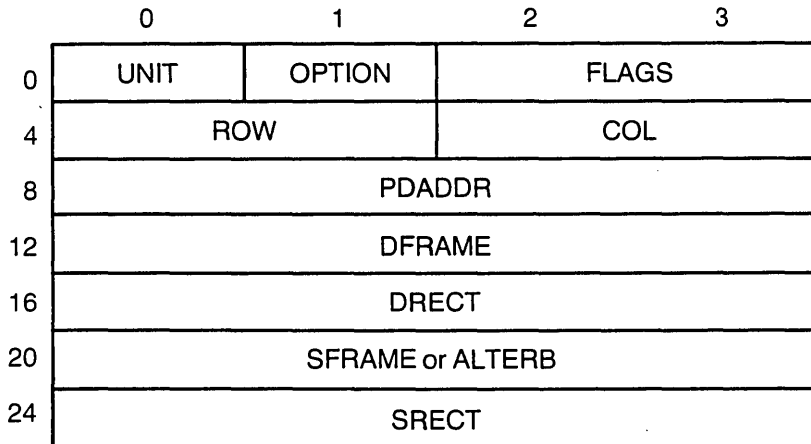 0 1 2 3
0 UNIT OPTION FLAGS
4 ROW COL
8 PDADDR
12 DFRAME
16 DRECT
20 SFRAME or ALTERB
24 SRECT